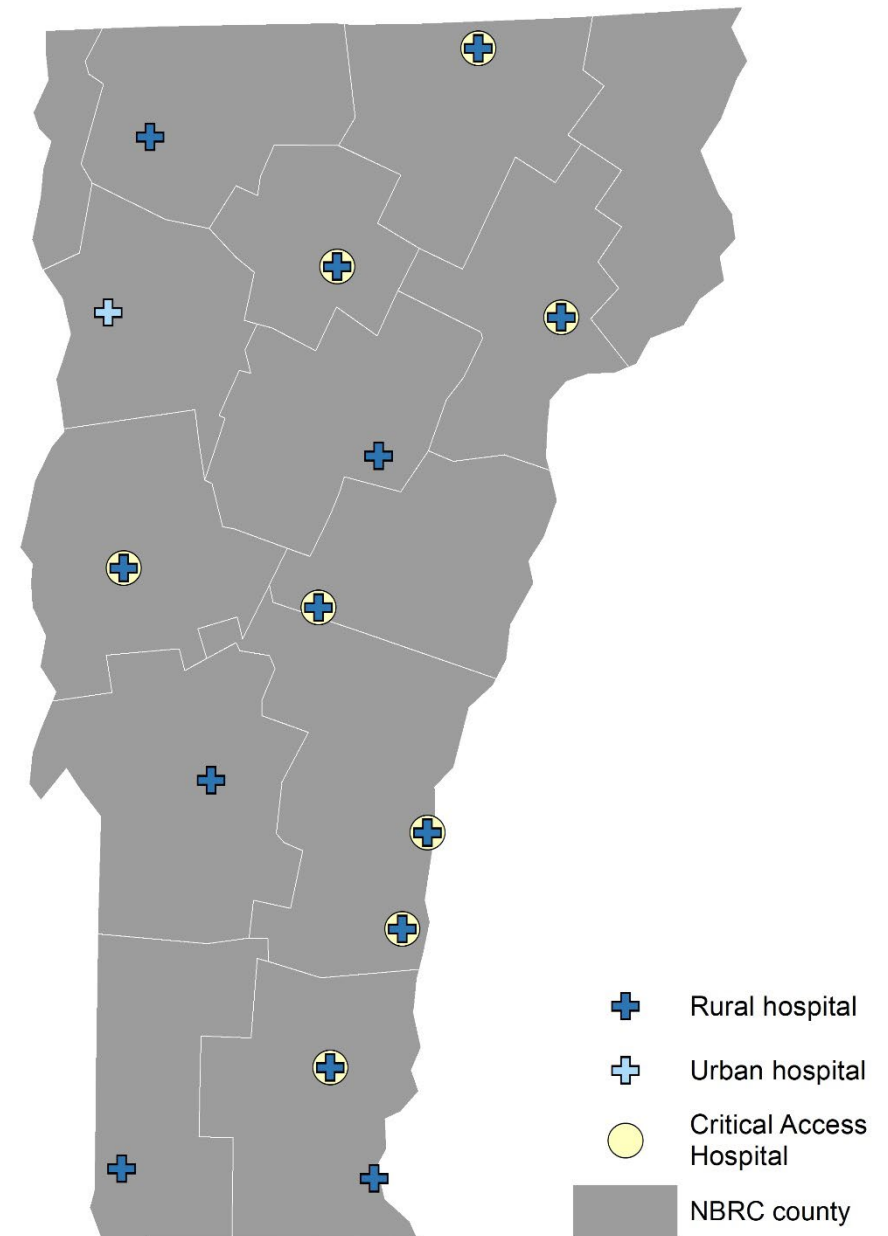 Rural hospital
Urban hospital
Critical Access
Hospital
NBRC county